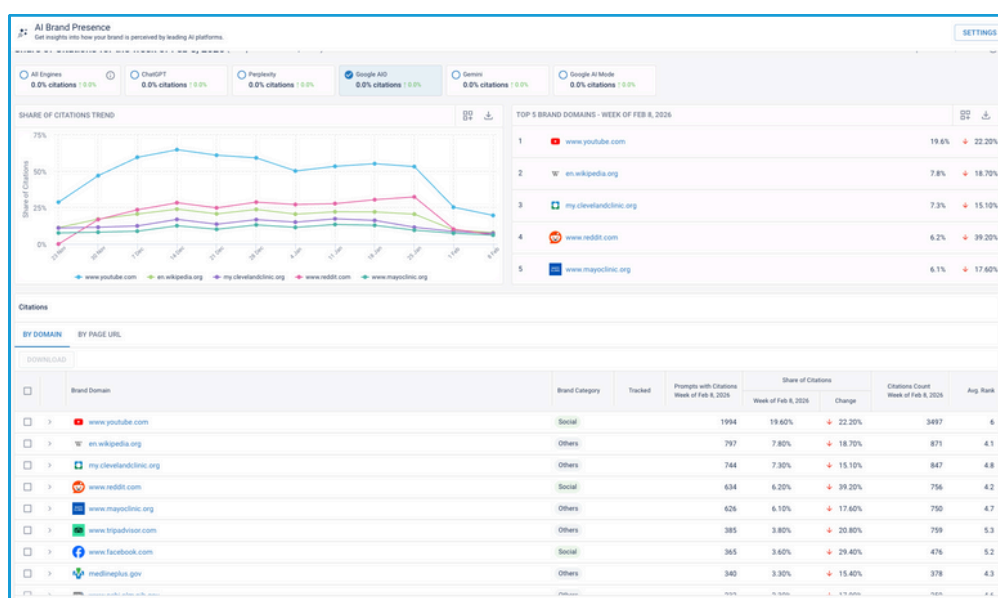 AI Brand Presence
Get insights into how your brand is perceived by leading AI platforms.
SETTINGS
All Engines
0.0% citations ↑ 0.0%
ChatGPT
0.0% citations ↑ 0.0%
Perplexity
0.0% citations ↑ 0.0%
Google AIO
0.0% citations ↑ 0.0%
Gemini
0.0% citations ↑ 0.0%
Google AI Mode
0.0% citations ↑ 0.0%
SHARE OF CITATIONS TREND
75%
50%
25%
0%
Share of Citations
23 Nov
30 Nov
7 Dec
14 Dec
21 Dec
28 Dec
4 Jan
11 Jan
18 Jan
25 Jan
1 Feb
8 Feb
www.youtube.com en.wikipedia.org my.clevelandclinic.org www.reddit.com www.mayoclinic.org
TOP 5 BRAND DOMAINS - WEEK OF FEB 8, 2026
1 www.youtube.com 19.6% 22.20%
2 W en.wikipedia.org 7.8% 18.70%
3 my.clevelandclinic.org 7.3% 15.10%
4 www.reddit.com 6.2% 39.20%
5 www.mayoclinic.org 6.1% 17.60%
Citations
BY DOMAIN BY PAGE URL
DOWNLOAD
Brand Domain Brand Category Tracked Prompts with Citations Week of Feb 8, 2026 Share of Citations Week of Feb 8, 2026 Change Citations Count Week of Feb 8, 2026 Avg. Rank
www.youtube.com Social 1994 19.60% 22.20% 3497 6
W en.wikipedia.org Others 797 7.80% 18.70% 871 4.1
my.clevelandclinic.org Others 744 7.30% 15.10% 847 4.8
www.reddit.com Social 634 6.20% 39.20% 756 4.2
www.mayoclinic.org Others 626 6.10% 17.60% 750 4.7
www.tripadvisor.com Others 385 3.80% 20.80% 759 5.3
www.facebook.com Social 365 3.60% 29.40% 476 5.2
medlineplus.gov Others 340 3.30% 15.40% 378 4.3